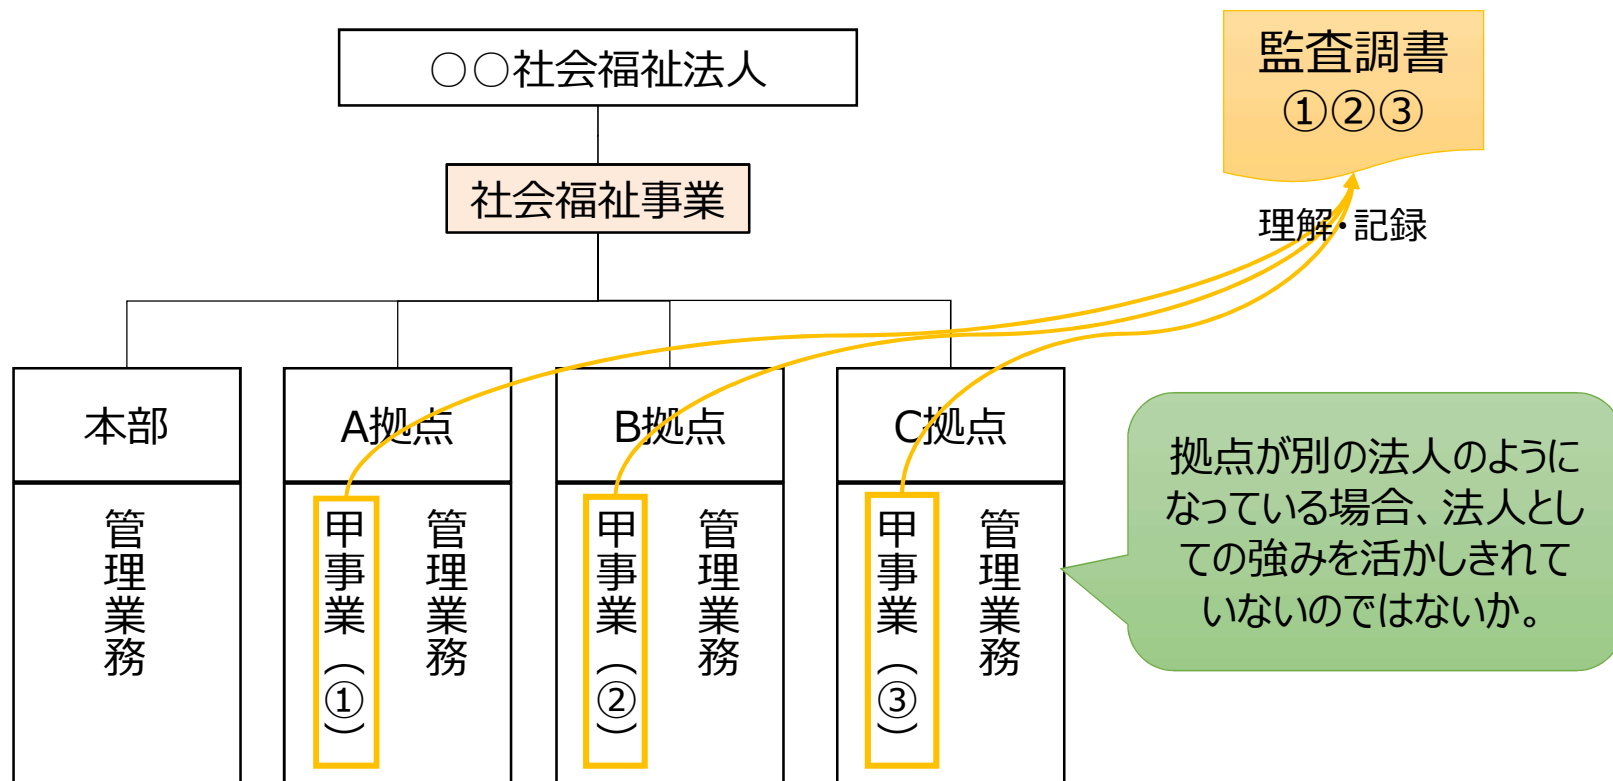 ○○社会福祉法人
監査調書
①②③
社会福祉事業
理解・記録
本部
A拠点
B拠点
C拠点
管理業務
甲事業(①)
管理業務
甲事業(②)
管理業務
甲事業(③)
管理業務
拠点が別の法人のように
なっている場合、法人とし
ての強みを活かしきれて
いないのではないか。